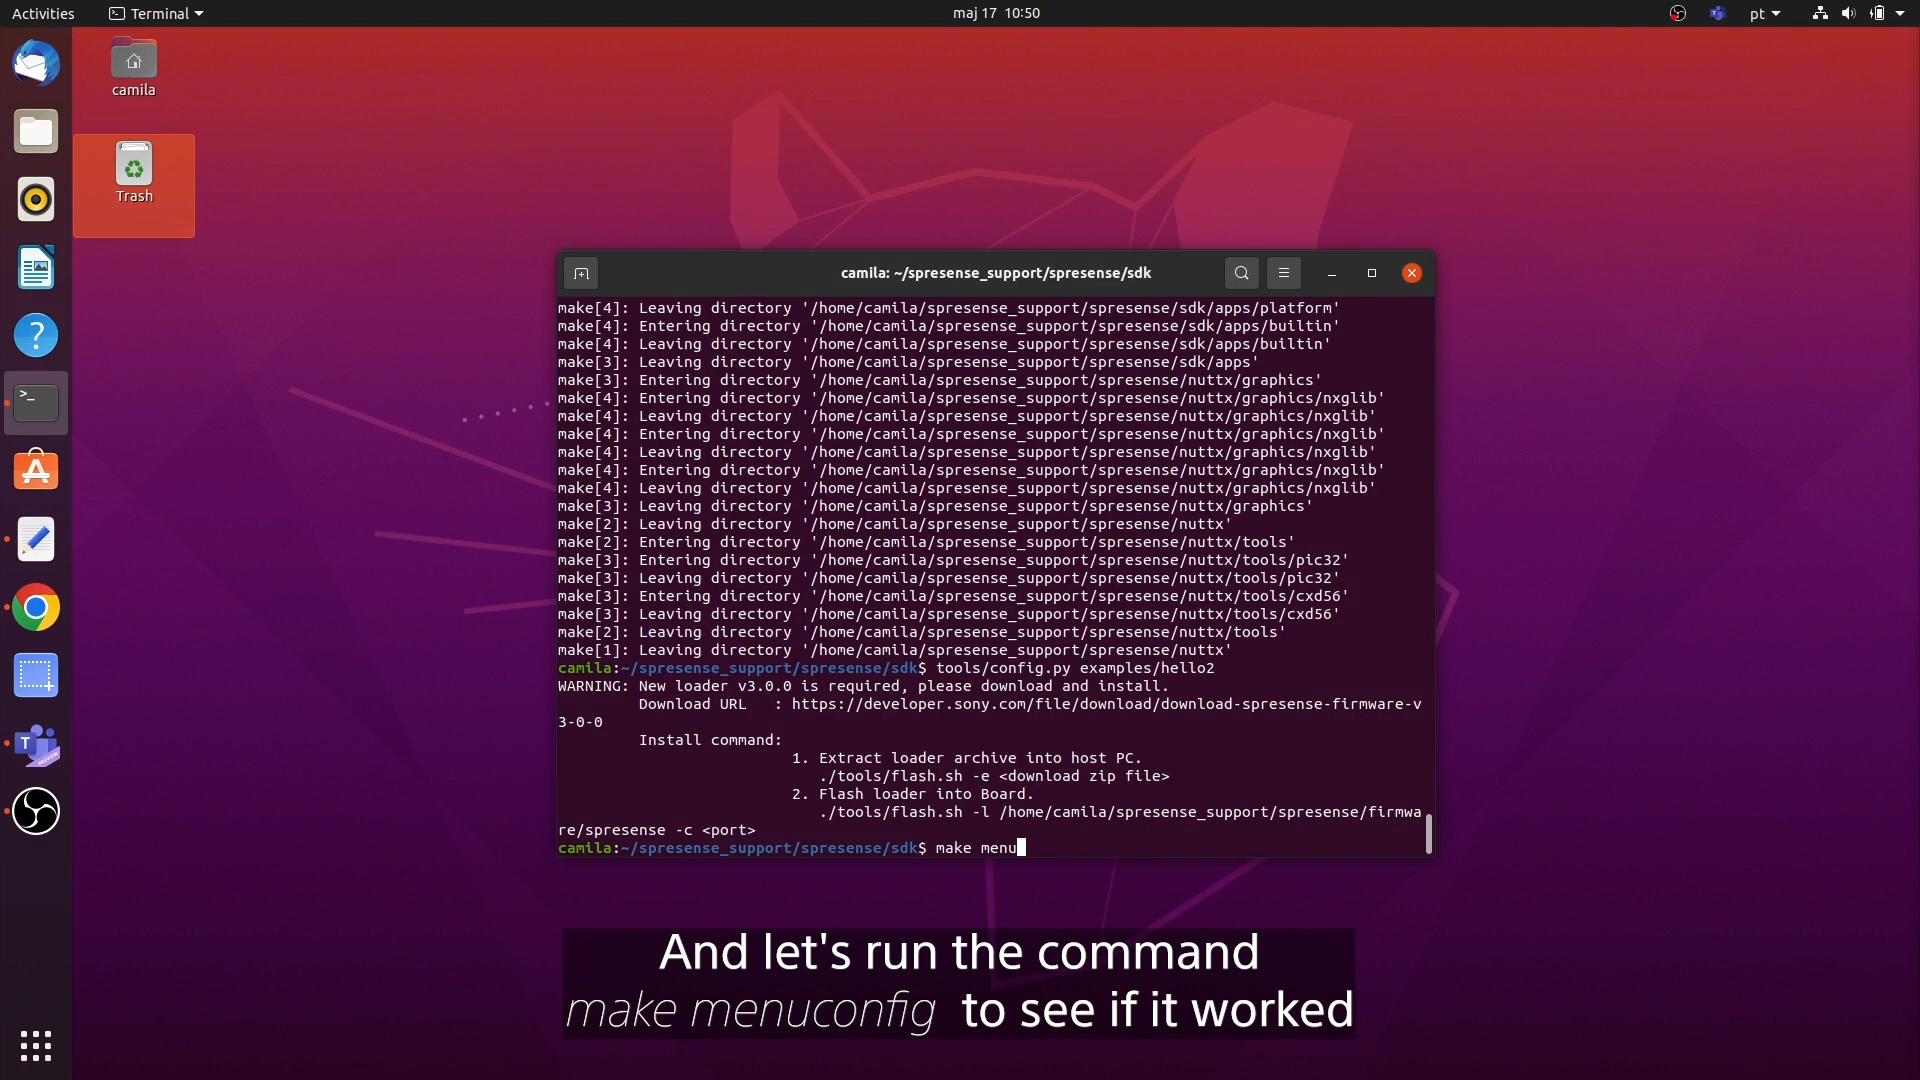 Activities
Terminal
maj 17 10:50
pt
camila
Trash
camila: ~/spresense_support/spresense/sdk
make[4]: Leaving directory '/home/camila/spresense_support/spresense/sdk/apps/platform'
make[4]: Entering directory '/home/camila/spresense_support/spresense/sdk/apps/builtin'
make[4]: Leaving directory '/home/camila/spresense_support/spresense/sdk/apps/builtin'
make[3]: Leaving directory '/home/camila/spresense_support/spresense/sdk/apps'
make[3]: Entering directory '/home/camila/spresense_support/spresense/nuttx/graphics'
make[4]: Entering directory '/home/camila/spresense_support/spresense/nuttx/graphics/nxglib'
make[4]: Leaving directory '/home/camila/spresense_support/spresense/nuttx/graphics/nxglib'
make[4]: Entering directory '/home/camila/spresense_support/spresense/nuttx/graphics/nxglib'
make[4]: Leaving directory '/home/camila/spresense_support/spresense/nuttx/graphics/nxglib'
make[4]: Entering directory '/home/camila/spresense_support/spresense/nuttx/graphics/nxglib'
make[4]: Leaving directory '/home/camila/spresense_support/spresense/nuttx/graphics/nxglib'
make[3]: Leaving directory '/home/camila/spresense_support/spresense/nuttx/graphics'
make[2]: Leaving directory '/home/camila/spresense_support/spresense/nuttx'
make[2]: Entering directory '/home/camila/spresense_support/spresense/nuttx/tools'
make[3]: Entering directory '/home/camila/spresense_support/spresense/nuttx/tools/pic32'
make[3]: Leaving directory '/home/camila/spresense_support/spresense/nuttx/tools/pic32'
make[3]: Entering directory '/home/camila/spresense_support/spresense/nuttx/tools/cxd56'
make[3]: Leaving directory '/home/camila/spresense_support/spresense/nuttx/tools/cxd56'
make[2]: Leaving directory '/home/camila/spresense_support/spresense/nuttx/tools'
make[1]: Leaving directory '/home/camila/spresense_support/spresense/nuttx'
camila:~/spresense_support/spresense/sdk$ tools/config.py examples/hello2
WARNING: New loader v3.0.0 is required, please download and install.
Download URL : https://developer.sony.com/file/download/download-spresense-firmware-v
3-0-0
Install command:
1. Extract loader archive into host PC.
./tools/flash.sh -e <download zip file>
2. Flash loader into Board.
./tools/flash.sh -l /home/camila/spresense_support/spresense/firmwa
re/spresense -c <port>
camila:~/spresense_support/spresense/sdk$ make menu
And let's run the command
make menuconfig to see if it worked